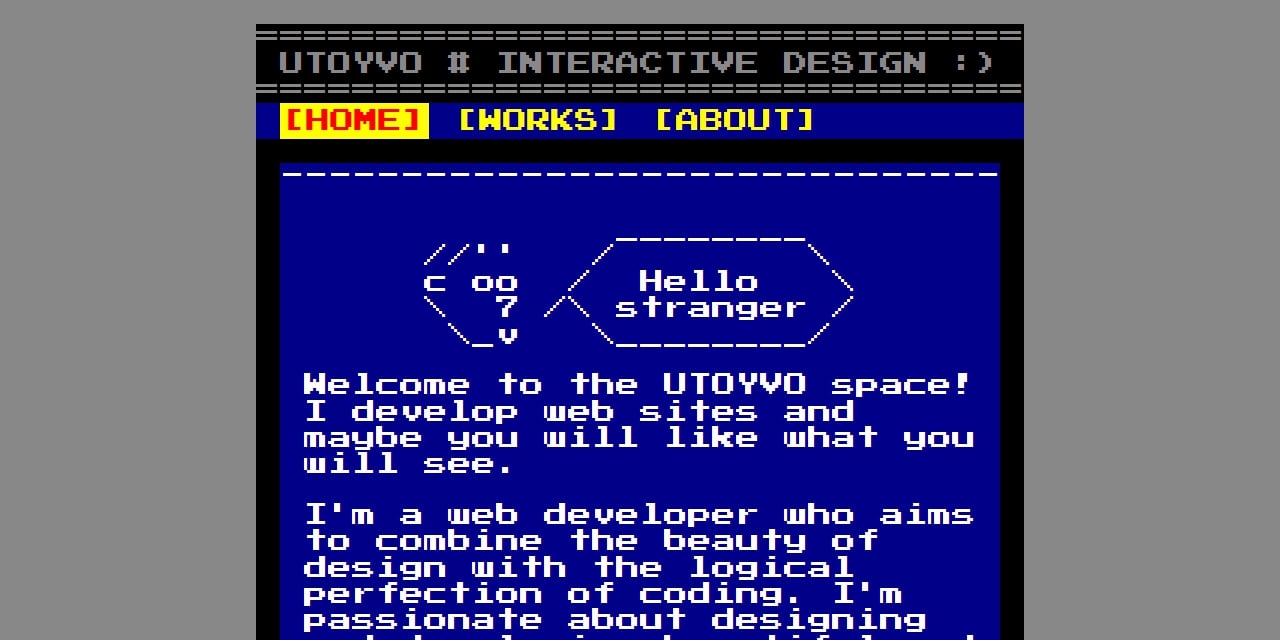 UTOYVO # INTERACTIVE DESIGN :)
[HOME] [WORKS] [ABOUT]
Hello
stranger
Welcome to the UTOYVO space!
I develop web sites and
maybe you will like what you
will see.
I'm a web developer who aims
to combine the beauty of
design with the logical
perfection of coding. I'm
passionate about designing